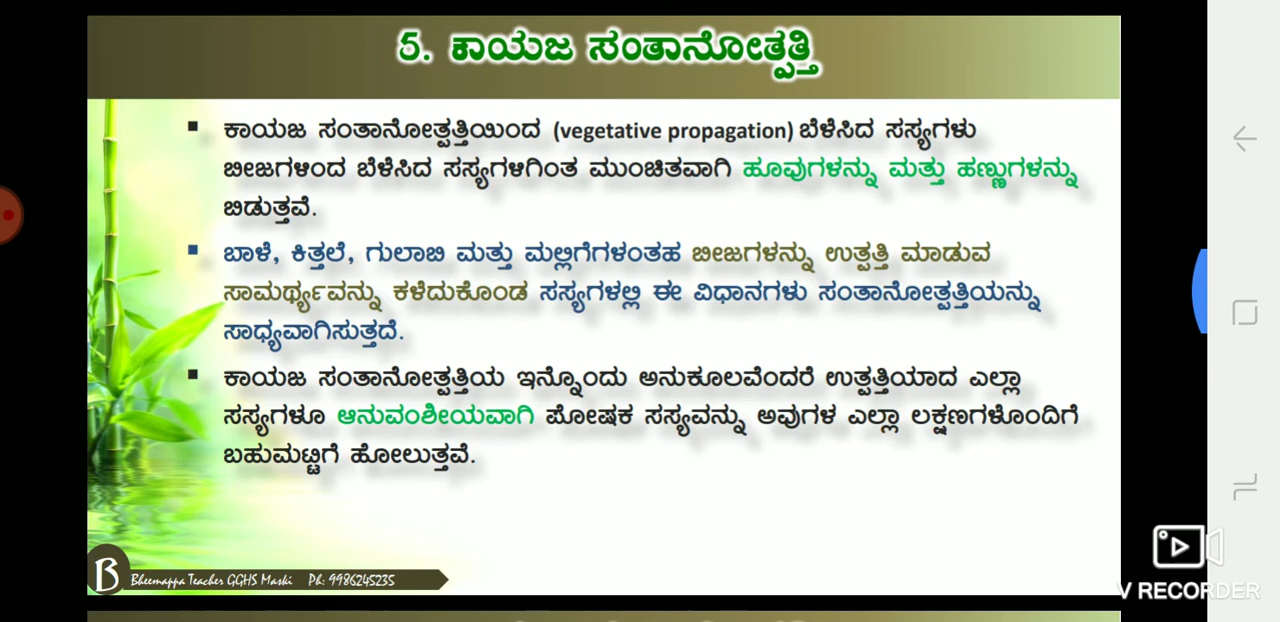 5. ಕಾಯಜ ಸಂತಾನೋತ್ಪತ್ತಿ
▪ ಕಾಯಜ ಸಂತಾನೋತ್ಪತ್ತಿಯಿಂದ (vegetative propagation) ಬೆಳೆಸಿದ ಸಸ್ಯಗಳು
ಬೀಜಗಳಿಂದ ಬೆಳೆಸಿದ ಸಸ್ಯಗಳಿಗಿಂತ ಮುಂಚಿತವಾಗಿ ಹೂವುಗಳನ್ನು ಮತ್ತು ಹಣ್ಣುಗಳನ್ನು
ಬಿಡುತ್ತವೆ.
▪ ಬಾಳೆ, ಕಿತ್ತಲೆ, ಗುಲಾಬಿ ಮತ್ತು ಮಲ್ಲಿಗೆಗಳಂತಹ ಬೀಜಗಳನ್ನು ಉತ್ಪತ್ತಿ ಮಾಡುವ
ಸಾಮರ್ಥ್ಯವನ್ನು ಕಳೆದುಕೊಂಡ ಸಸ್ಯಗಳಲ್ಲಿ ಈ ವಿಧಾನಗಳು ಸಂತಾನೋತ್ಪತ್ತಿಯನ್ನು
ಸಾಧ್ಯವಾಗಿಸುತ್ತದೆ.
▪ ಕಾಯಜ ಸಂತಾನೋತ್ಪತ್ತಿಯ ಇನ್ನೊಂದು ಅನುಕೂಲವೆಂದರೆ ಉತ್ಪತ್ತಿಯಾದ ಎಲ್ಲಾ
ಸಸ್ಯಗಳೂ ಆನುವಂಶೀಯವಾಗಿ ಪೋಷಕ ಸಸ್ಯವನ್ನು ಅವುಗಳ ಎಲ್ಲಾ ಲಕ್ಷಣಗಳೊಂದಿಗೆ
ಬಹುಮಟ್ಟಿಗೆ ಹೋಲುತ್ತವೆ.
B Bheemappa Teacher GGHS Maski Ph: 9986245235
V RECORDER